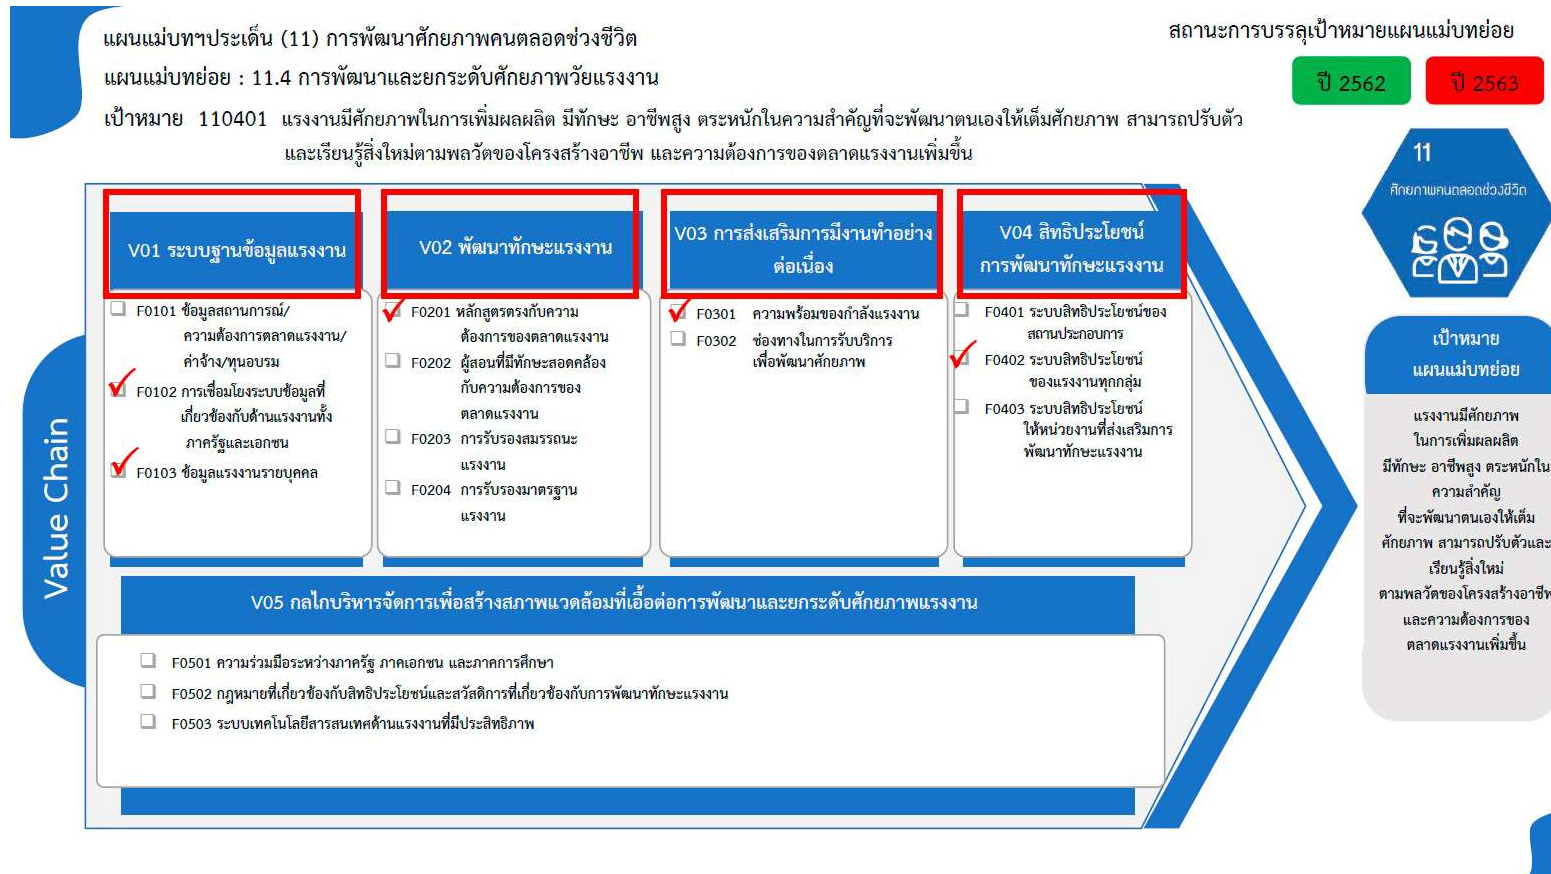 แผนแม่บทฯประเด็น (11) การพัฒนาศักยภาพคนตลอดช่วงชีวิต
สถานะการบรรลุเป้าหมายแผนแม่บทย่อย
แผนแม่บทย่อย : 11.4 การพัฒนาและยกระดับศักยภาพวัยแรงงาน
ปี 2562
ปี 2563
เป้าหมาย 110401 แรงงานมีศักยภาพในการเพิ่มผลผลิต มีทักษะ อาชีพสูง ตระหนักในความสำคัญที่จะพัฒนาตนเองให้เต็มศักยภาพ สามารถปรับตัว
และเรียนรู้สิ่งใหม่ตามพลวัตของโครงสร้างอาชีพ และความต้องการของตลาดแรงงานเพิ่มขึ้น
11
ศักยภาพคนตลอดช่วงชีวิต
Value Chain
V01 ระบบฐานข้อมูลแรงงาน
F0101 ข้อมูลสถานการณ์/
ความต้องการตลาดแรงงาน/
ค่าจ้าง/ทุนอบรม
F0102 การเชื่อมโยงระบบข้อมูลที่
เกี่ยวข้องกับด้านแรงงานทั้ง
ภาครัฐและเอกชน
F0103 ข้อมูลแรงงานรายบุคคล
V02 พัฒนาทักษะแรงงาน
F0201 หลักสูตรตรงกับความ
ต้องการของตลาดแรงงาน
F0202 ผู้สอนที่มีทักษะสอดคล้อง
กับความต้องการของ
ตลาดแรงงาน
F0203 การรับรองสมรรถนะ
แรงงาน
F0204 การรับรองมาตรฐาน
แรงงาน
V03 การส่งเสริมการมีงานทำอย่าง
ต่อเนื่อง
F0301 ความพร้อมของกำลังแรงงาน
F0302 ช่องทางในการรับบริการ
เพื่อพัฒนาศักยภาพ
V04 สิทธิประโยชน์
การพัฒนาทักษะแรงงาน
F0401 ระบบสิทธิประโยชน์ของ
สถานประกอบการ
F0402 ระบบสิทธิประโยชน์
ของแรงงานทุกกลุ่ม
F0403 ระบบสิทธิประโยชน์
ให้หน่วยงานที่ส่งเสริมการ
พัฒนาทักษะแรงงาน
V05 กลไกบริหารจัดการเพื่อสร้างสภาพแวดล้อมที่เอื้อต่อการพัฒนาและยกระดับศักยภาพแรงงาน
F0501 ความร่วมมือระหว่างภาครัฐ ภาคเอกชน และภาคการศึกษา
F0502 กฎหมายที่เกี่ยวข้องกับสิทธิประโยชน์และสวัสดิการที่เกี่ยวข้องกับการพัฒนาทักษะแรงงาน
F0503 ระบบเทคโนโลยีสารสนเทศด้านแรงงานที่มีประสิทธิภาพ
เป้าหมาย
แผนแม่บทย่อย
แรงงานมีศักยภาพ
ในการเพิ่มผลผลิต
มีทักษะ อาชีพสูง ตระหนักใน
ความสำคัญ
ที่จะพัฒนาตนเองให้เต็ม
ศักยภาพ สามารถปรับตัวและ
เรียนรู้สิ่งใหม่
ตามพลวัตของโครงสร้างอาชีพ
และความต้องการของ
ตลาดแรงงานเพิ่มขึ้น